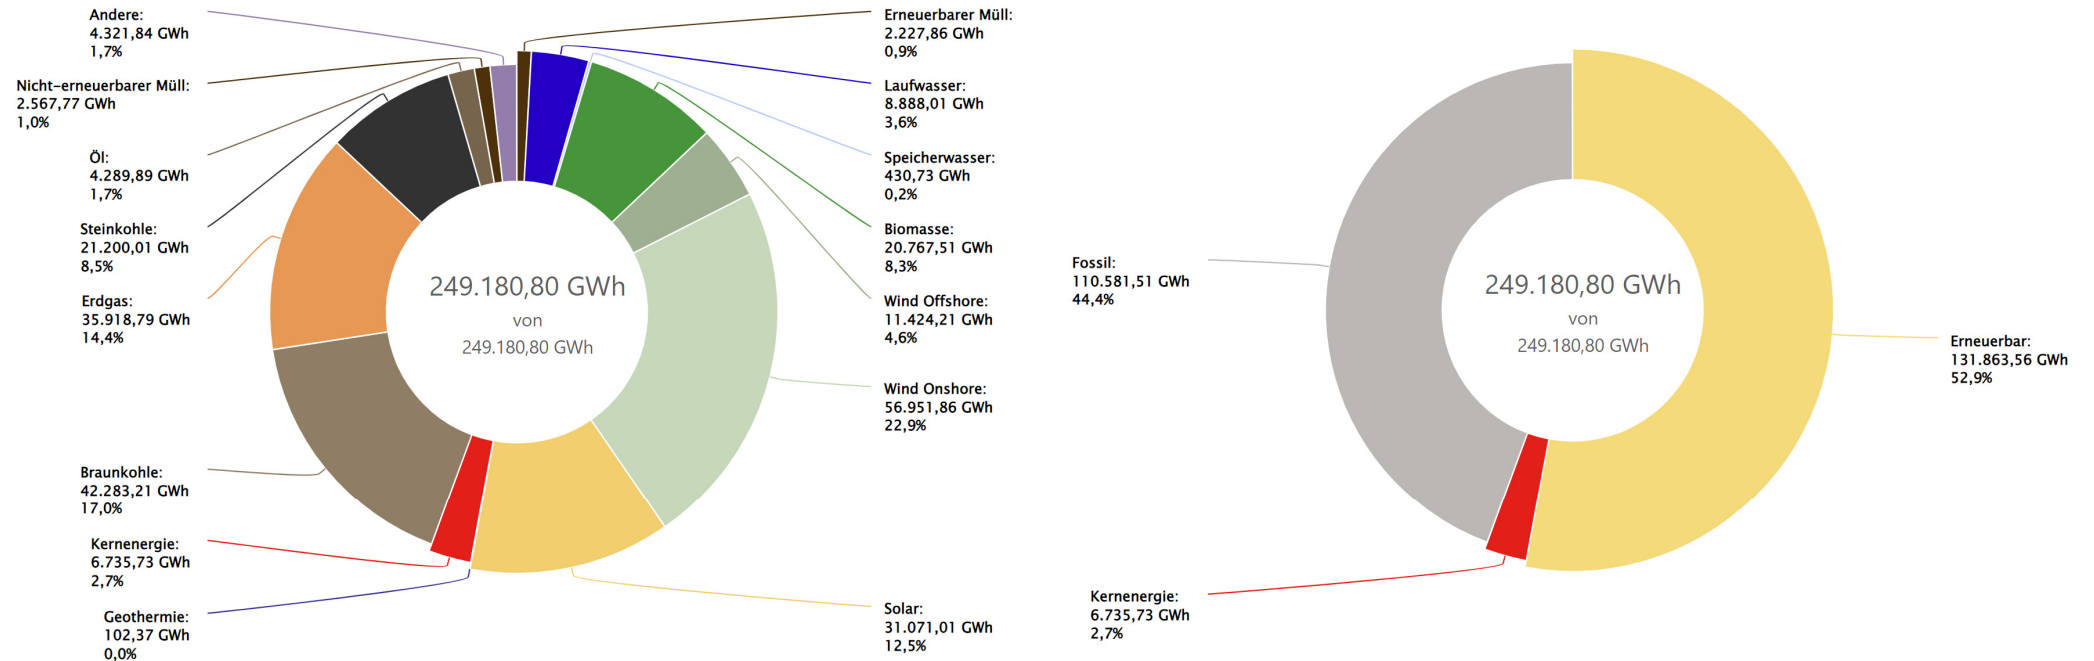 Andere:
4.321,84 GWh
1,7%
Nicht-erneuerbarer Müll:
2.567,77 GWh
1,0%
Öl:
4.289,89 GWh
1,7%
Steinkohle:
21.200,01 GWh
8,5%
Erdgas:
35.918,79 GWh
14,4%
Braunkohle:
42.283,21 GWh
17,0%
Kernenergie:
6.735,73 GWh
2,7%
Geothermie:
102,37 GWh
0,0%
249.180,80 GWh
von
249.180,80 GWh
Erneuerbarer Müll:
2.227,86 GWh
0,9%
Laufwasser:
8.888,01 GWh
3,6%
Speicherwasser:
430,73 GWh
0,2%
Biomasse:
20.767,51 GWh
8,3%
Wind Offshore:
11.424,21 GWh
4,6%
Wind Onshore:
56.951,86 GWh
22,9%
Solar:
31.071,01 GWh
12,5%
Fossil:
110.581,51 GWh
44,4%
Kernenergie:
6.735,73 GWh
2,7%
249.180,80 GWh
von
249.180,80 GWh
Erneuerbar:
131.863,56 GWh
52,9%